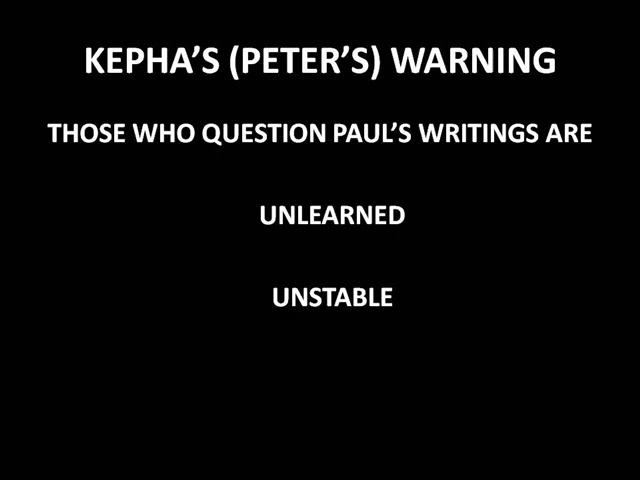 KEPHA’S (PETER’S) WARNING
THOSE WHO QUESTION PAUL’S WRITINGS ARE
UNLEARNED
UNSTABLE